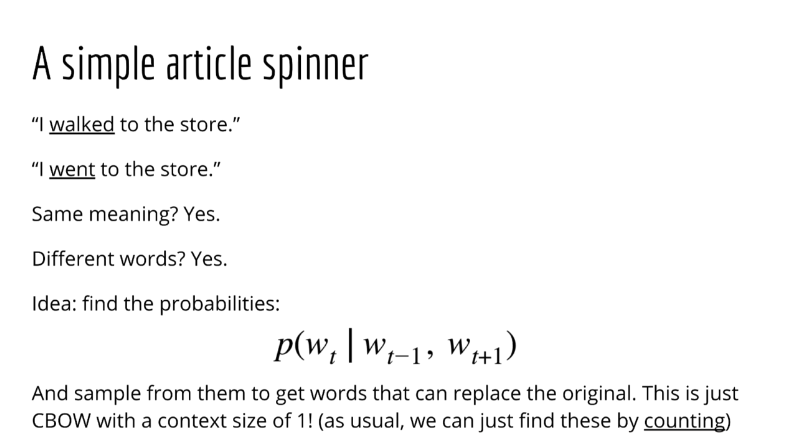 A simple article spinner
“I walked to the store.”
“I went to the store.”
Same meaning? Yes.
Different words? Yes.
Idea: find the probabilities:
p(w_t | w_{t−1}, w_{t+1})
And sample from them to get words that can replace the original. This is just
CBOW with a context size of 1! (as usual, we can just find these by counting)